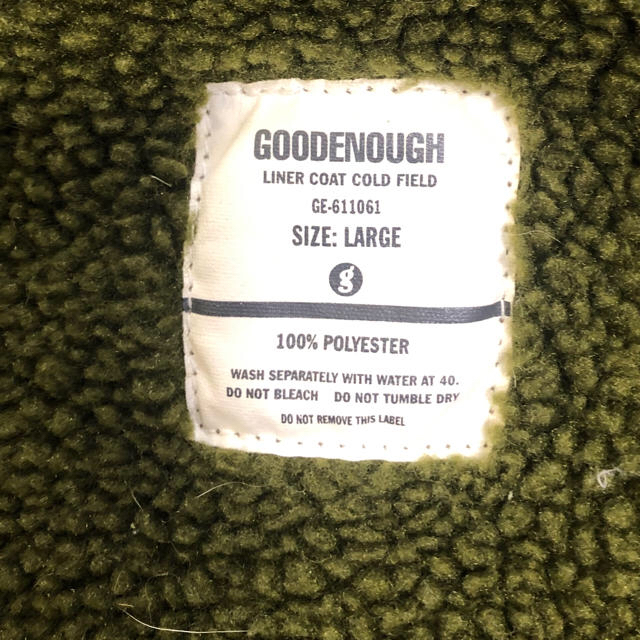 GOODENOUGH
LINER COAT COLD FIELD
GE-611061
SIZE: LARGE
g
100% POLYESTER
WASH SEPARATELY WITH WATER AT 40.
DO NOT BLEACH DO NOT TUMBLE DRY
DO NOT REMOVE THIS LABEL